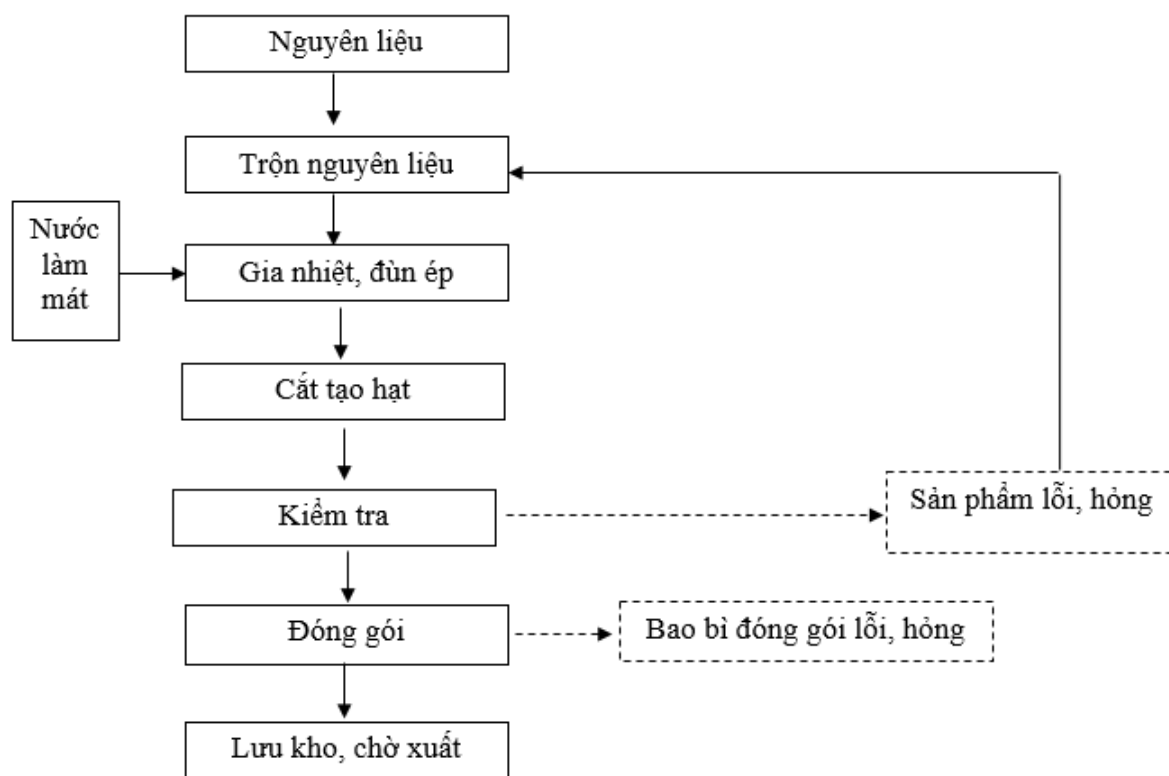 Nguyên liệu
Trộn nguyên liệu
Nước
làm
mát
Gia nhiệt, đùn ép
Cắt tạo hạt
Kiểm tra
Sản phẩm lỗi, hỏng
Đóng gói
Bao bì đóng gói lỗi, hỏng
Lưu kho, chờ xuất